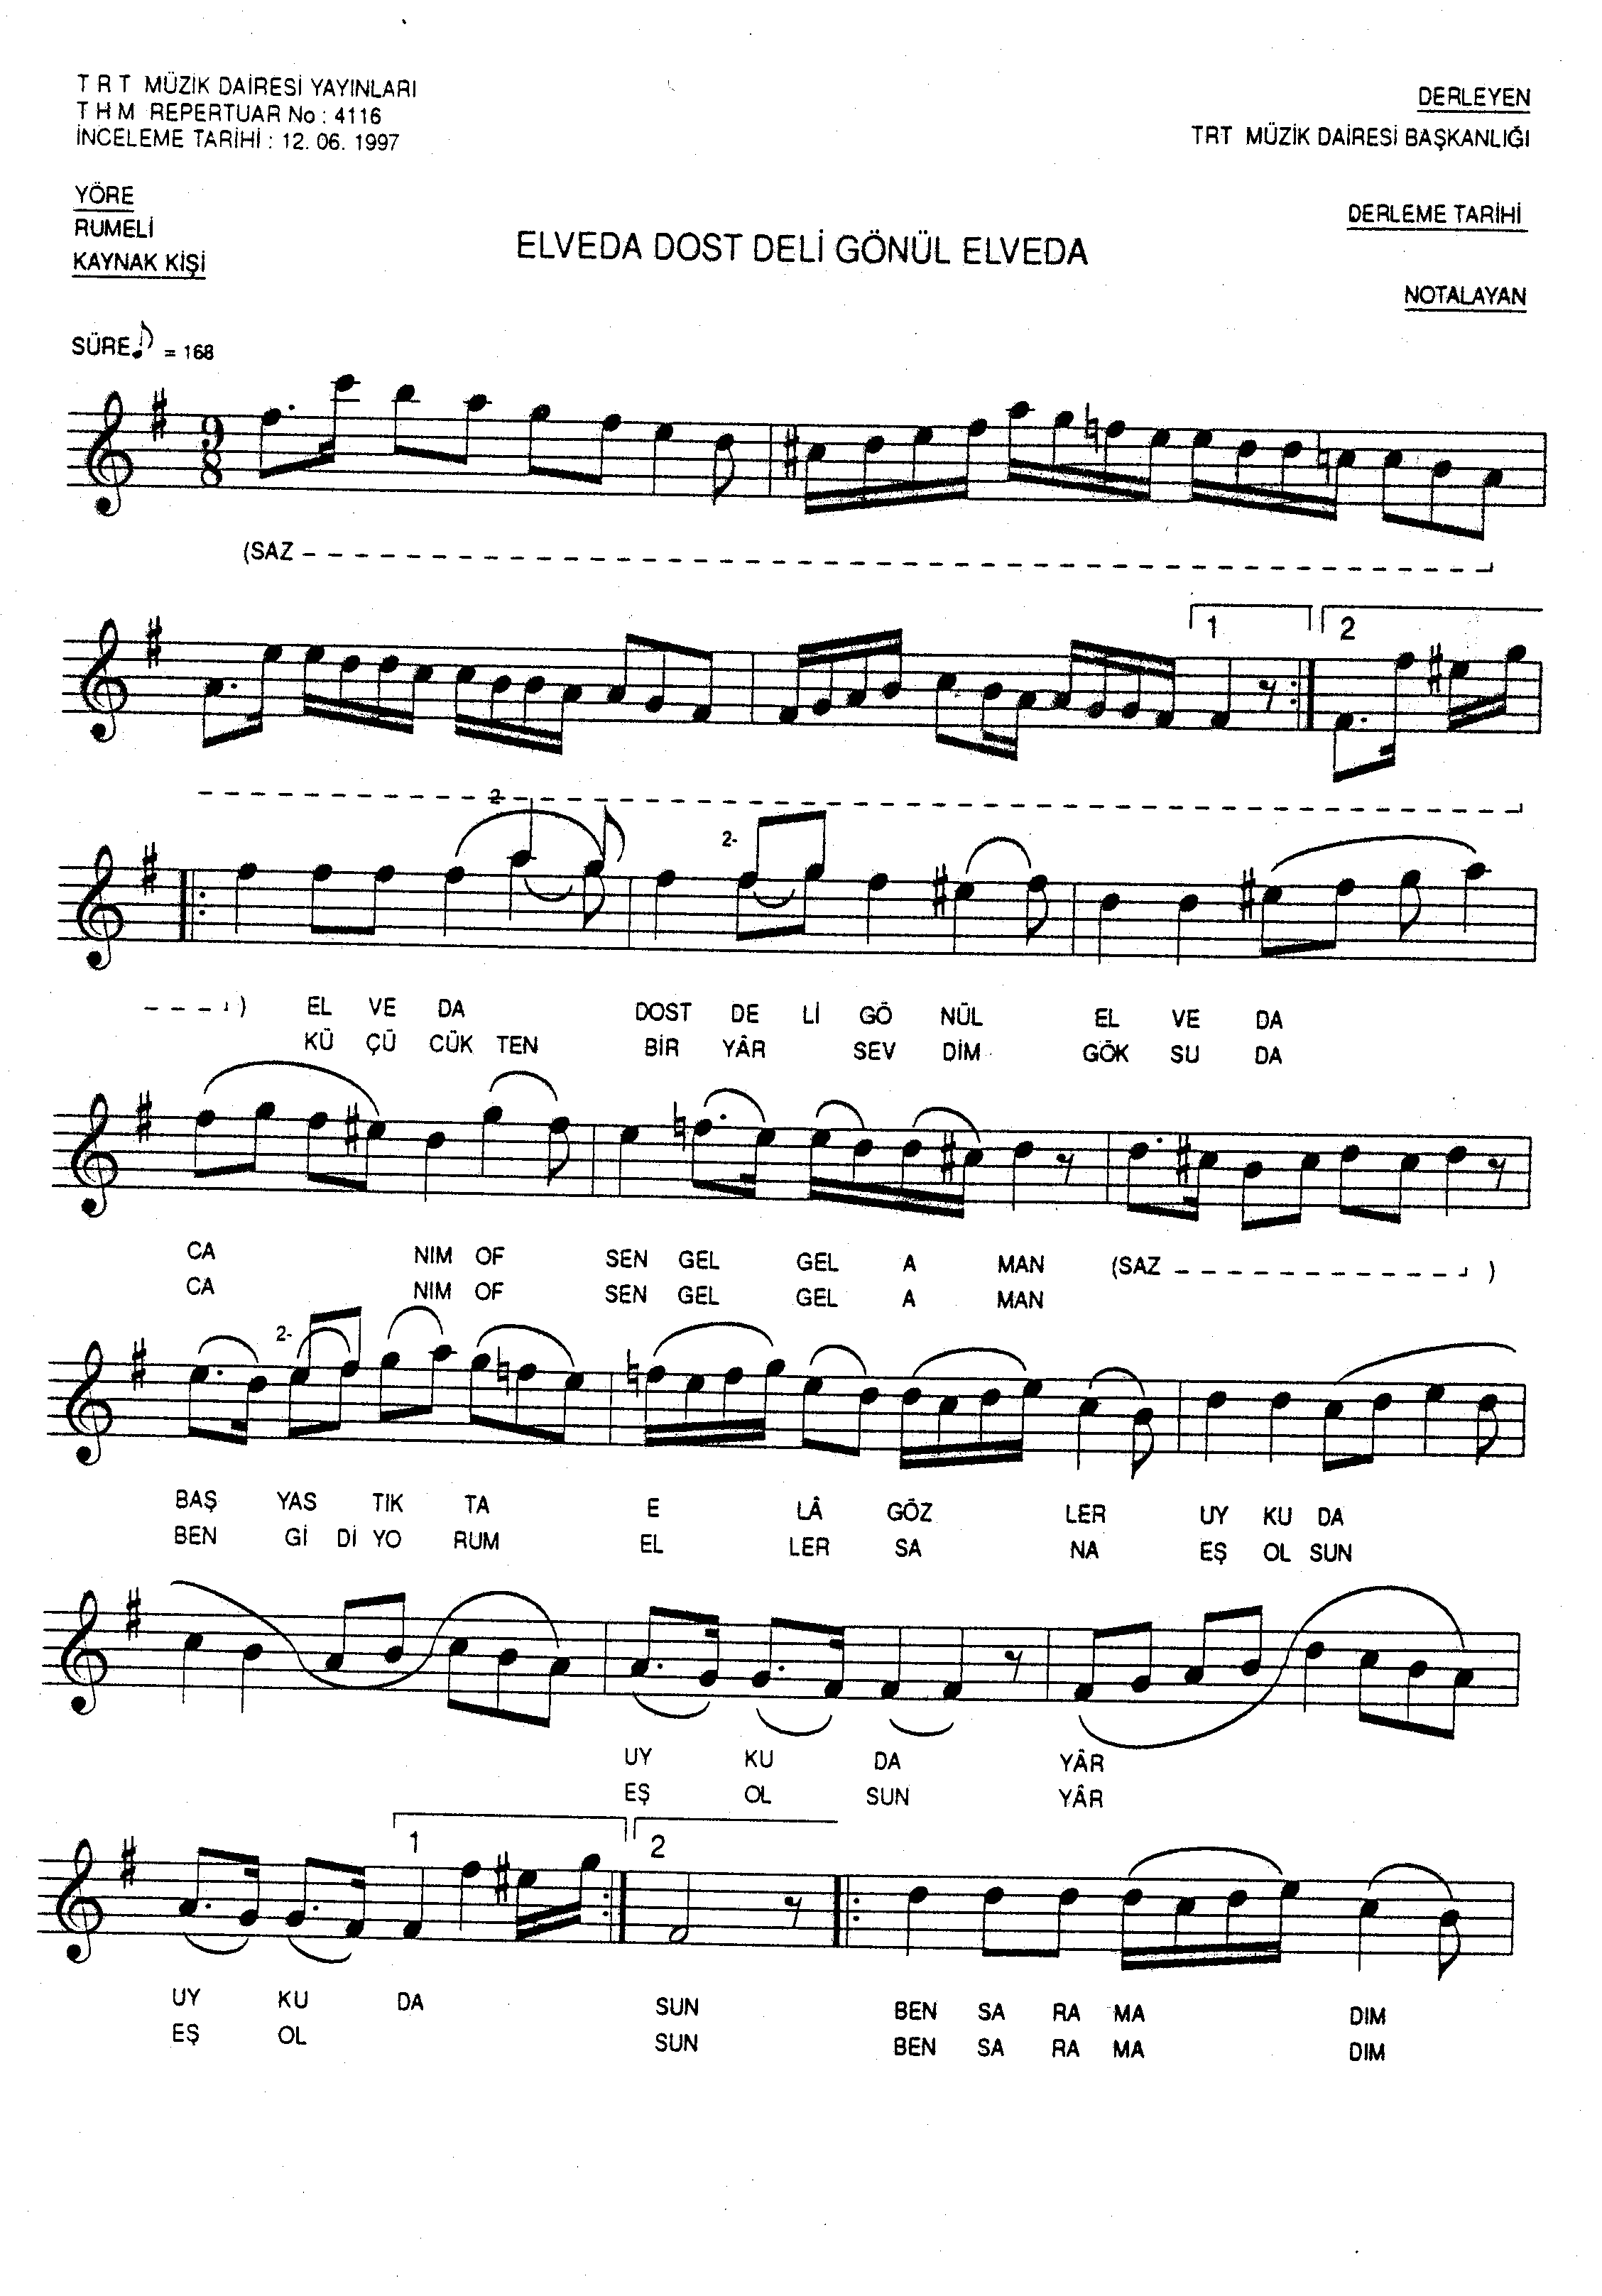 T R T MÜZİK DAİRESİ YAYINLARI
T H M REPERTUAR No : 4116
İNCELEME TARİHİ : 12. 06. 1997
DERLEYEN
TRT MÜZİK DAİRESİ BAŞKANLIĞI
YÖRE
RUMELİ
KAYNAK KİŞİ
DERLEME TARİHİ
ELVEDA DOST DELİ GÖNÜL ELVEDA
NOTALAYAN
SÜRE = 168
9
8
(SAZ
1 2
2
2-
) EL VE DA DOST DE Lİ GÖ NÜL EL VE DA
KÜ ÇÜ CÜK TEN BİR YÂR SEV DİM GÖK SU DA
CA NIM OF SEN GEL GEL A MAN (SAZ )
CA NIM OF SEN GEL GEL A MAN
2-
BAŞ YAS TIK TA E LÂ GÖZ LER UY KU DA
BEN Gİ Dİ YO RUM EL LER SA NA EŞ OL SUN
UY KU DA YÂR
EŞ OL SUN YÂR
1 2
UY KU DA SUN BEN SA RA MA DIM
EŞ OL SUN BEN SA RA MA DIM